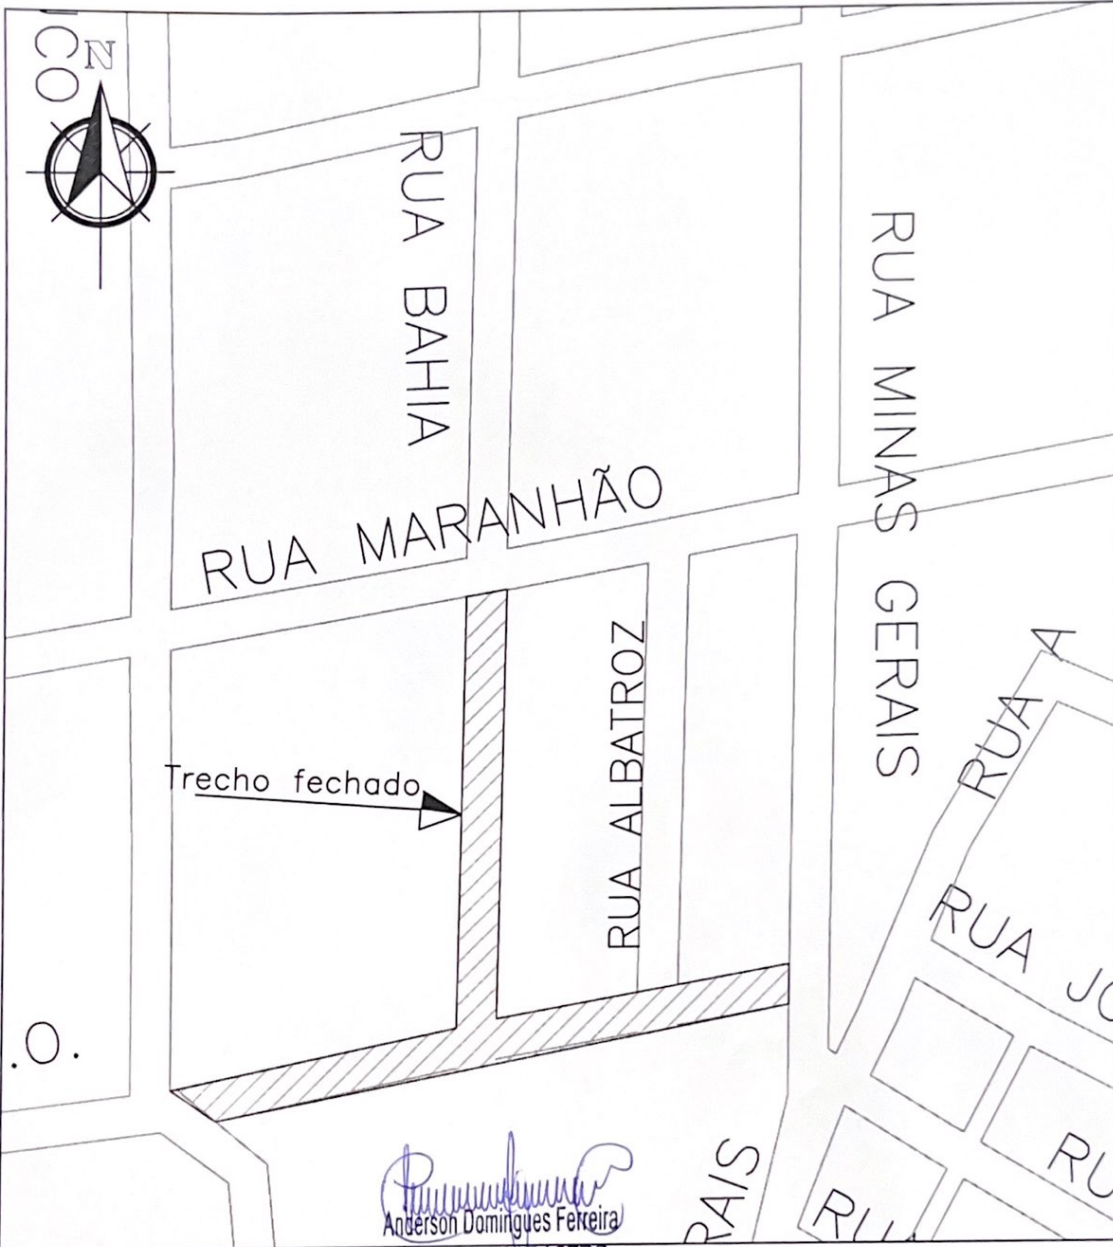 CO
N
RUA BAHIA
RUA MINAS GERAIS
RUA MARANHÃO
RUA ALBATROZ
RUA A
Trecho fechado
RUA JO
.O.
RU
RAIS
RU
Anderson Domingues Ferreira